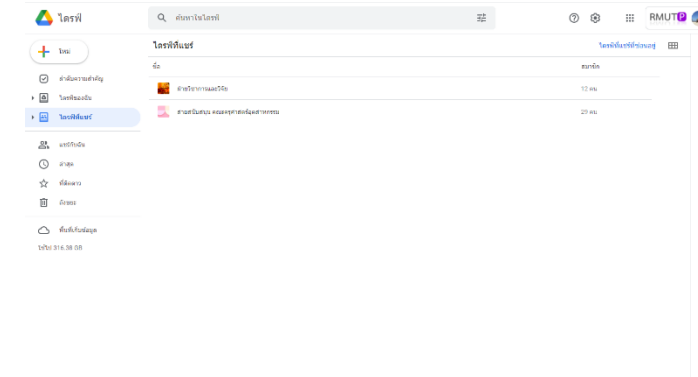 ไดรฟ์
ค้นหาในไดรฟ์
RMUTP
ใหม่
ลำดับความสำคัญ
ไดรฟ์ของฉัน
ไดรฟ์ที่แชร์
แชร์กับฉัน
ล่าสุด
ที่ติดดาว
ถังขยะ
พื้นที่เก็บข้อมูล
ใช้ไป 316.38 GB
ไดรฟ์ที่แชร์
ไดรฟ์ที่แชร์ที่ซ่อนอยู่
ชื่อ
สมาชิก
ฝ่ายวิชาการและวิจัย
12 คน
สายสนับสนุน คณะครุศาสตร์อุตสาหกรรม
29 คน